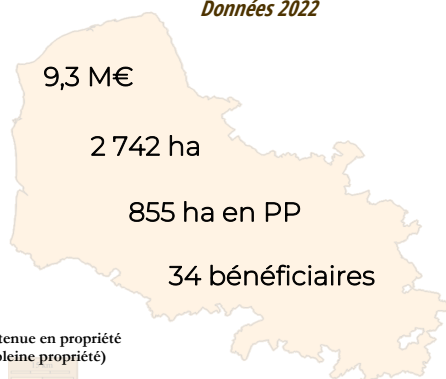 Données 2022
9,3 M€
2 742 ha
855 ha en PP
34 bénéficiaires
tenue en propriété
pleine propriété)